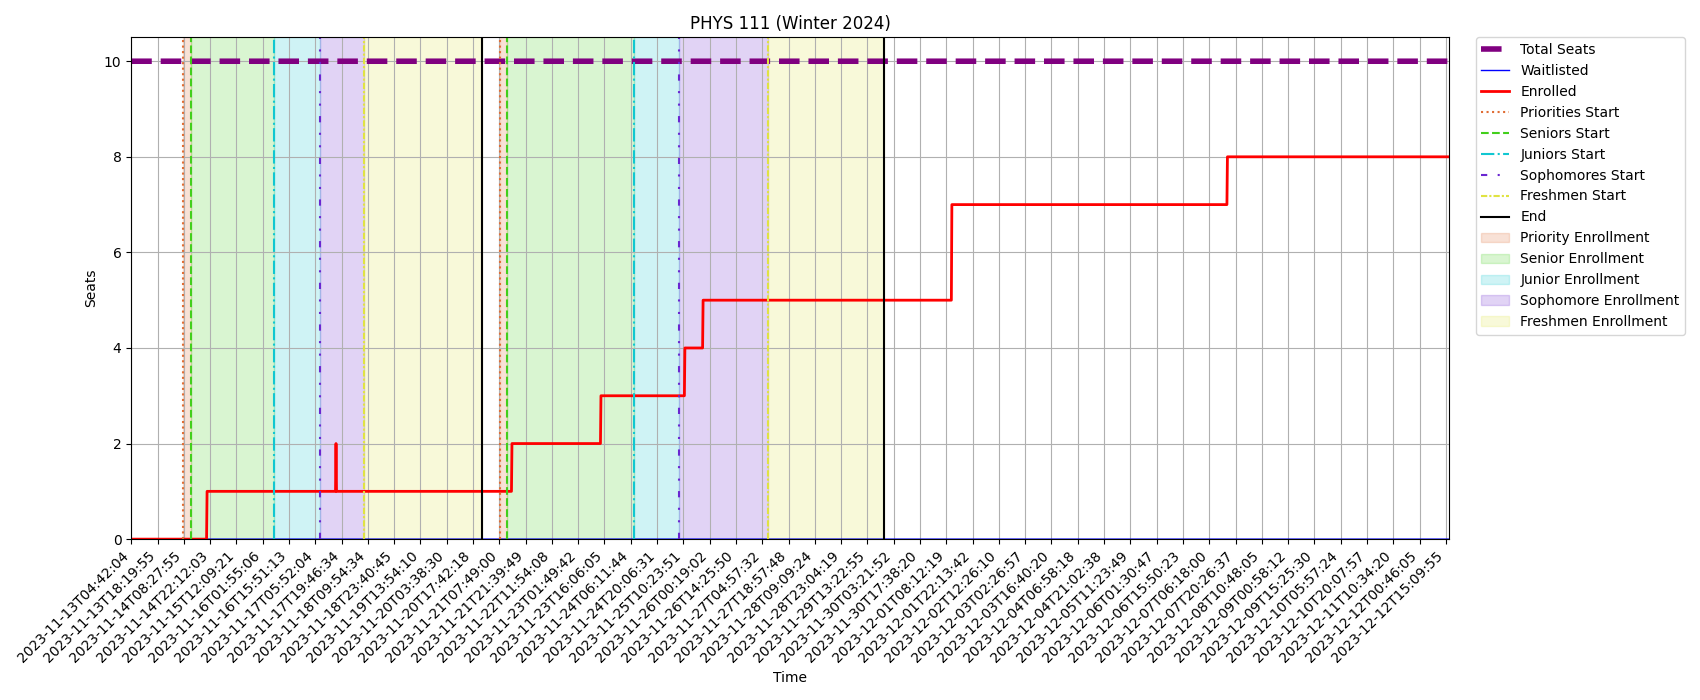 PHYS 111 (Winter 2024)
10
8
6
4
2
0
Seats
2023-11-13T04:42:04
2023-11-13T18:19:55
2023-11-14T08:27:55
2023-11-14T22:12:03
2023-11-15T12:09:21
2023-11-16T01:55:06
2023-11-16T15:51:13
2023-11-17T05:52:04
2023-11-17T19:46:34
2023-11-18T09:54:34
2023-11-18T23:40:45
2023-11-19T13:54:10
2023-11-20T03:38:30
2023-11-20T17:42:18
2023-11-21T07:49:00
2023-11-21T21:39:49
2023-11-22T11:54:08
2023-11-23T01:49:42
2023-11-23T16:06:05
2023-11-24T06:11:44
2023-11-24T20:06:31
2023-11-25T10:23:51
2023-11-26T00:19:02
2023-11-26T14:25:50
2023-11-27T04:57:32
2023-11-27T18:57:48
2023-11-28T09:09:24
2023-11-28T23:04:19
2023-11-29T13:22:55
2023-11-30T03:21:52
2023-11-30T17:38:20
2023-12-01T08:12:19
2023-12-01T22:13:42
2023-12-02T12:26:10
2023-12-03T02:26:57
2023-12-03T16:40:20
2023-12-04T06:58:18
2023-12-04T21:02:38
2023-12-05T11:23:49
2023-12-06T01:30:47
2023-12-06T15:50:23
2023-12-07T06:18:00
2023-12-07T20:26:37
2023-12-08T10:48:05
2023-12-09T00:58:12
2023-12-09T15:25:30
2023-12-10T05:57:24
2023-12-10T20:07:57
2023-12-11T10:34:20
2023-12-12T00:46:05
2023-12-12T15:09:55
Time
Total Seats
Waitlisted
Enrolled
Priorities Start
Seniors Start
Juniors Start
Sophomores Start
Freshmen Start
End
Priority Enrollment
Senior Enrollment
Junior Enrollment
Sophomore Enrollment
Freshmen Enrollment